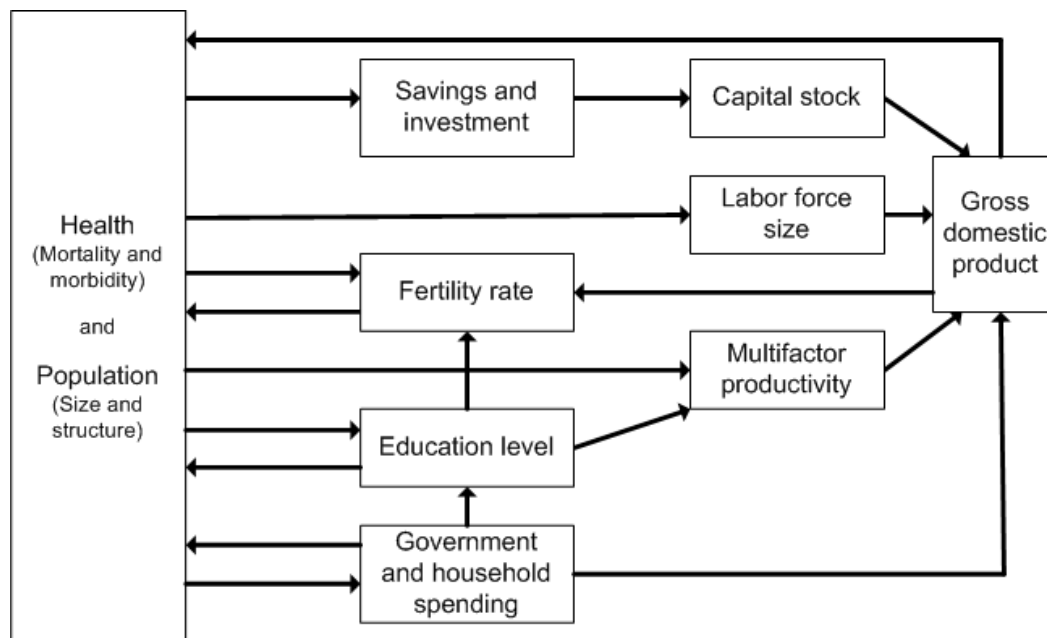 Health
(Mortality and
morbidity)
and
Population
(Size and
structure)
Savings and
investment
Capital stock
Labor force
size
Gross
domestic
product
Fertility rate
Multifactor
productivity
Education level
Government
and household
spending